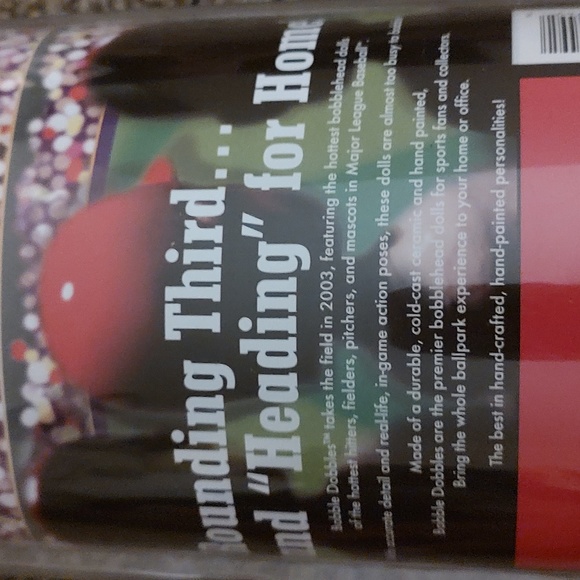 ounding Third...
nd "Heading" for Home
Bobble Dobbles™ takes the field in 2003, featuring the hottest bobblehead dolls
of the hottest hitters, fielders, pitchers, and mascots in Major League Baseball™.
accurate detail and real-life, in-game action poses, these dolls are almost too busy to
Made of a durable, cold-cast ceramic and hand painted,
Bobble Dobbles are the premier bobblehead dolls for sports fans and collectors.
Bring the whole ballpark experience to your home or office.
The best in hand-crafted, hand-painted personalities!